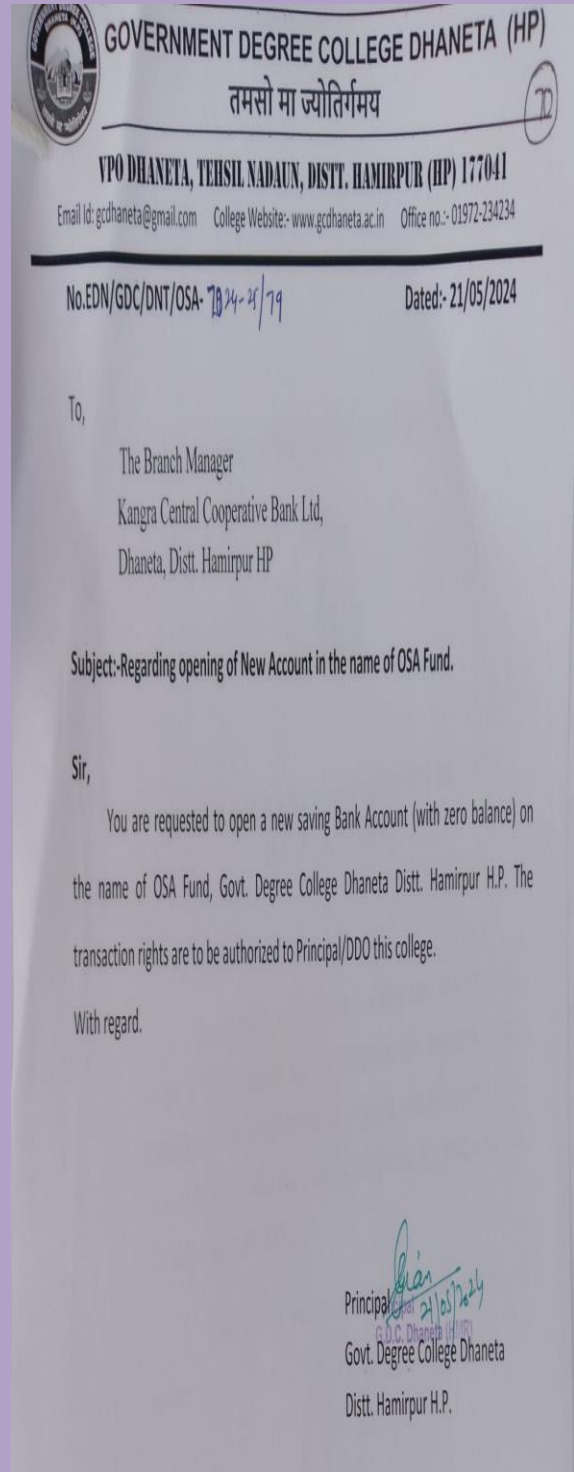 GOVERNMENT DEGREE COLLEGE DHANETA (HP)
तमसो मा ज्योतिर्गमय
VPO DHANETA, TEHSIL NADAUN, DISTT. HAMIRPUR (HP) 177041
Email Id: gcdhaneta@gmail.com College Website:- www.gcdhaneta.ac.in Office no.:- 01972-234234
No.EDN/GDC/DNT/OSA- 24-25/79 Dated:- 21/05/2024
To,
The Branch Manager
Kangra Central Cooperative Bank Ltd,
Dhaneta, Distt. Hamirpur HP
Subject:-Regarding opening of New Account in the name of OSA Fund.
Sir,
You are requested to open a new saving Bank Account (with zero balance) on
the name of OSA Fund, Govt. Degree College Dhaneta Distt. Hamirpur H.P. The
transaction rights are to be authorized to Principal/DDO this college.
With regard.
21/05/2024
Principal
G.D.C. Dhaneta
Govt. Degree College Dhaneta
Distt. Hamirpur H.P.